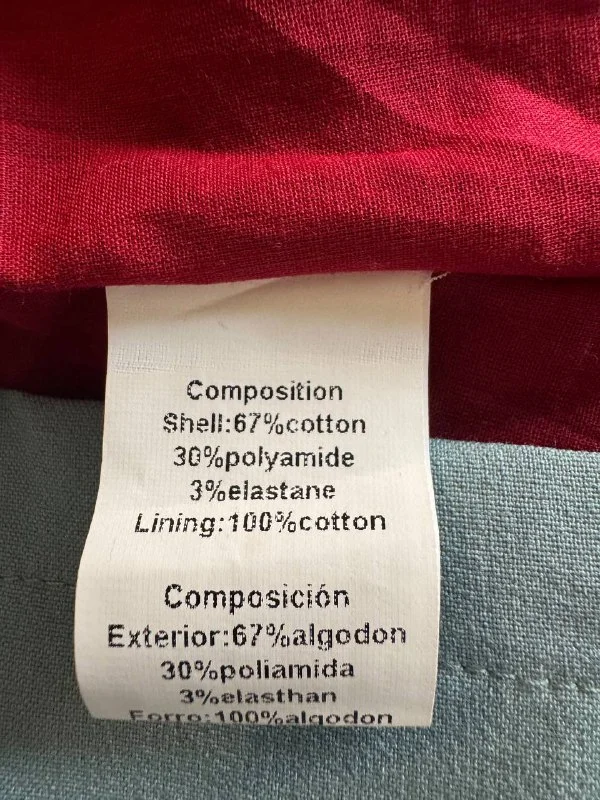 Composition
Shell:67%cotton
30%polyamide
3%elastane
Lining:100%cotton
Composición
Exterior:67%algodon
30%poliamida
3%elasthan
Forro:100%algodon